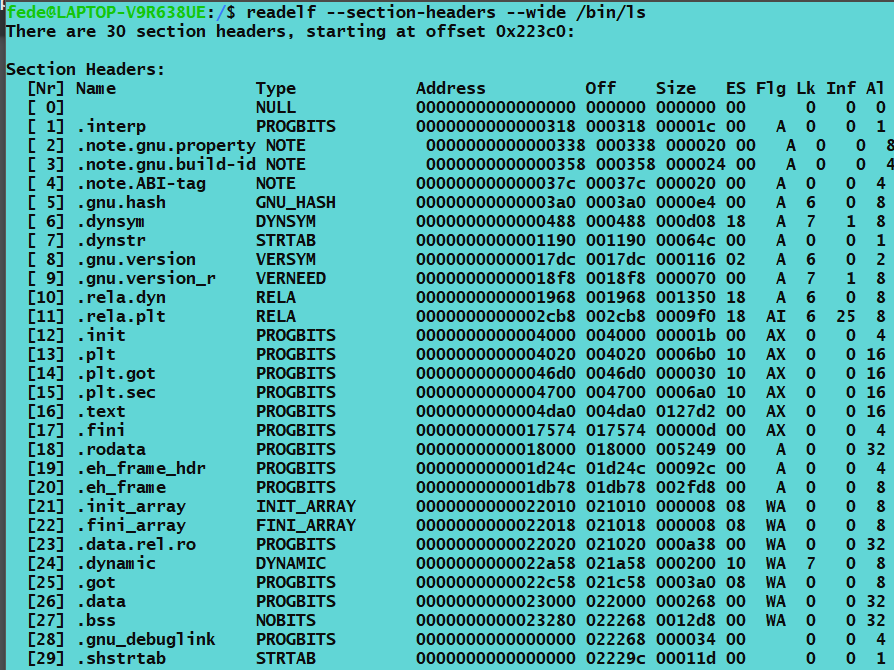 fede@LAPTOP-V9R638UE:/$ readelf --section-headers --wide /bin/ls
There are 30 section headers, starting at offset 0x223c0:

Section Headers:
  [Nr] Name              Type            Address          Off    Size   ES Flg Lk Inf Al
  [ 0]                   NULL            0000000000000000 000000 000000 00      0   0  0
  [ 1] .interp           PROGBITS        0000000000000318 000318 00001c 00   A  0   0  1
  [ 2] .note.gnu.property NOTE            0000000000000338 000338 000020 00   A  0   0  8
  [ 3] .note.gnu.build-id NOTE            0000000000000358 000358 000024 00   A  0   0  4
  [ 4] .note.ABI-tag     NOTE            000000000000037c 00037c 000020 00   A  0   0  4
  [ 5] .gnu.hash         GNU_HASH        00000000000003a0 0003a0 0000e4 00   A  6   0  8
  [ 6] .dynsym           DYNSYM          0000000000000488 000488 000d08 18   A  7   1  8
  [ 7] .dynstr           STRTAB          0000000000001190 001190 00064c 00   A  0   0  1
  [ 8] .gnu.version      VERSYM          00000000000017dc 0017dc 000116 02   A  6   0  2
  [ 9] .gnu.version_r    VERNEED         00000000000018f8 0018f8 000070 00   A  7   1  8
  [10] .rela.dyn         RELA            0000000000001968 001968 001350 18   A  6   0  8
  [11] .rela.plt         RELA            0000000000002cb8 002cb8 0009f0 18  AI  6  25  8
  [12] .init             PROGBITS        0000000000004000 004000 00001b 00  AX  0   0  4
  [13] .plt              PROGBITS        0000000000004020 004020 0006b0 10  AX  0   0 16
  [14] .plt.got          PROGBITS        00000000000046d0 0046d0 000030 10  AX  0   0 16
  [15] .plt.sec          PROGBITS        0000000000004700 004700 0006a0 10  AX  0   0 16
  [16] .text             PROGBITS        0000000000004da0 004da0 0127d2 00  AX  0   0 16
  [17] .fini             PROGBITS        0000000000017574 017574 00000d 00  AX  0   0  4
  [18] .rodata           PROGBITS        0000000000018000 018000 005249 00   A  0   0 32
  [19] .eh_frame_hdr     PROGBITS        000000000001d24c 01d24c 00092c 00   A  0   0  4
  [20] .eh_frame         PROGBITS        000000000001db78 01db78 002fd8 00   A  0   0  8
  [21] .init_array       INIT_ARRAY      0000000000022010 021010 000008 08  WA  0   0  8
  [22] .fini_array       FINI_ARRAY      0000000000022018 021018 000008 08  WA  0   0  8
  [23] .data.rel.ro      PROGBITS        0000000000022020 021020 000a38 00  WA  0   0 32
  [24] .dynamic          DYNAMIC         0000000000022a58 021a58 000200 10  WA  7   0  8
  [25] .got              PROGBITS        0000000000022c58 021c58 0003a0 08  WA  0   0  8
  [26] .data             PROGBITS        0000000000023000 022000 000268 00  WA  0   0 32
  [27] .bss              NOBITS          0000000000023280 022268 0012d8 00  WA  0   0 32
  [28] .gnu_debuglink    PROGBITS        0000000000000000 022268 000034 00      0   0  4
  [29] .shstrtab         STRTAB          0000000000000000 02229c 00011d 00      0   0  1